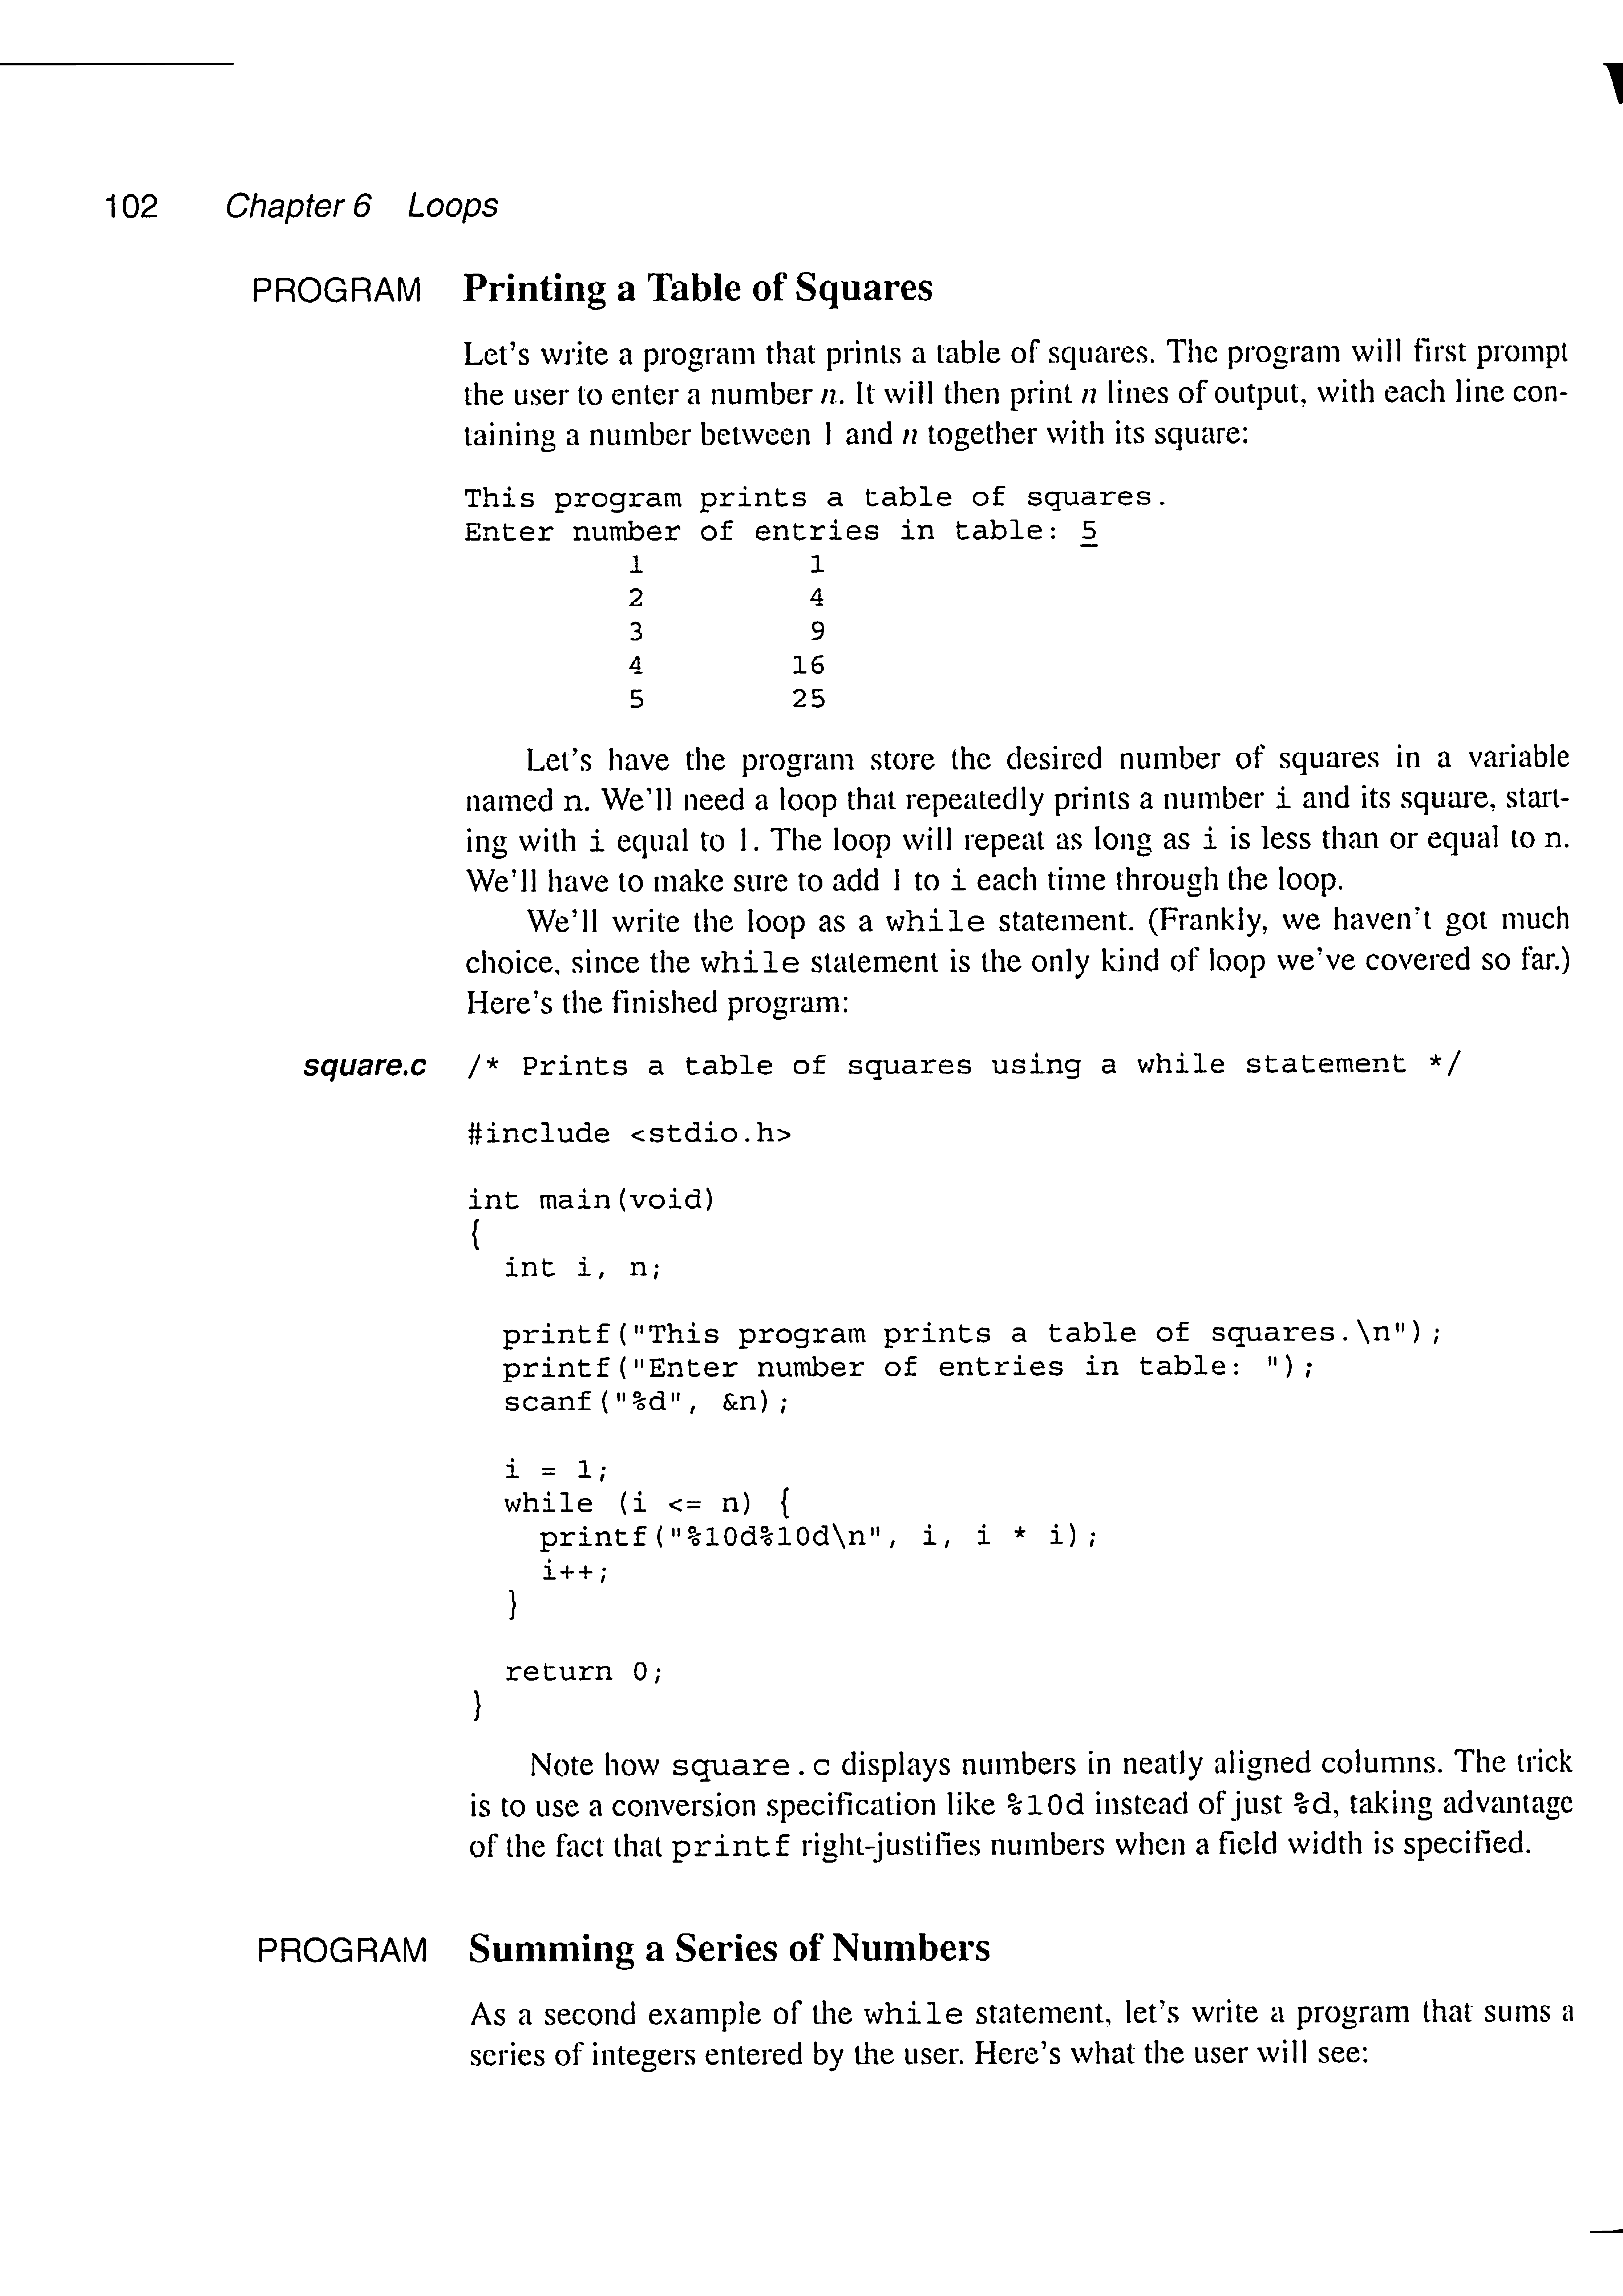 102 Chapter 6 Loops
PROGRAM Printing a Table of Squares
Let's write a program that prints a table of squares. The program will first prompt
the user to enter a number n. It will then print n lines of output, with each line con-
taining a number between 1 and n together with its square:
This program prints a table of squares.
Enter number of entries in table: 5
         1         1
         2         4
         3         9
         4        16
         5        25
Let's have the program store the desired number of squares in a variable
named n. We'll need a loop that repeatedly prints a number i and its square, start-
ing with i equal to 1. The loop will repeat as long as i is less than or equal to n.
We'll have to make sure to add 1 to i each time through the loop.
We'll write the loop as a while statement. (Frankly, we haven't got much
choice, since the while statement is the only kind of loop we've covered so far.)
Here's the finished program:
square.c /* Prints a table of squares using a while statement */
#include <stdio.h>
int main(void)
{
  int i, n;
  printf("This program prints a table of squares.\n");
  printf("Enter number of entries in table: ");
  scanf("%d", &n);
  i = 1;
  while (i <= n) {
    printf("%10d%10d\n", i, i * i);
    i++;
  }
  return 0;
}
Note how square.c displays numbers in neatly aligned columns. The trick
is to use a conversion specification like %10d instead of just %d, taking advantage
of the fact that printf right-justifies numbers when a field width is specified.
PROGRAM Summing a Series of Numbers
As a second example of the while statement, let's write a program that sums a
series of integers entered by the user. Here's what the user will see: